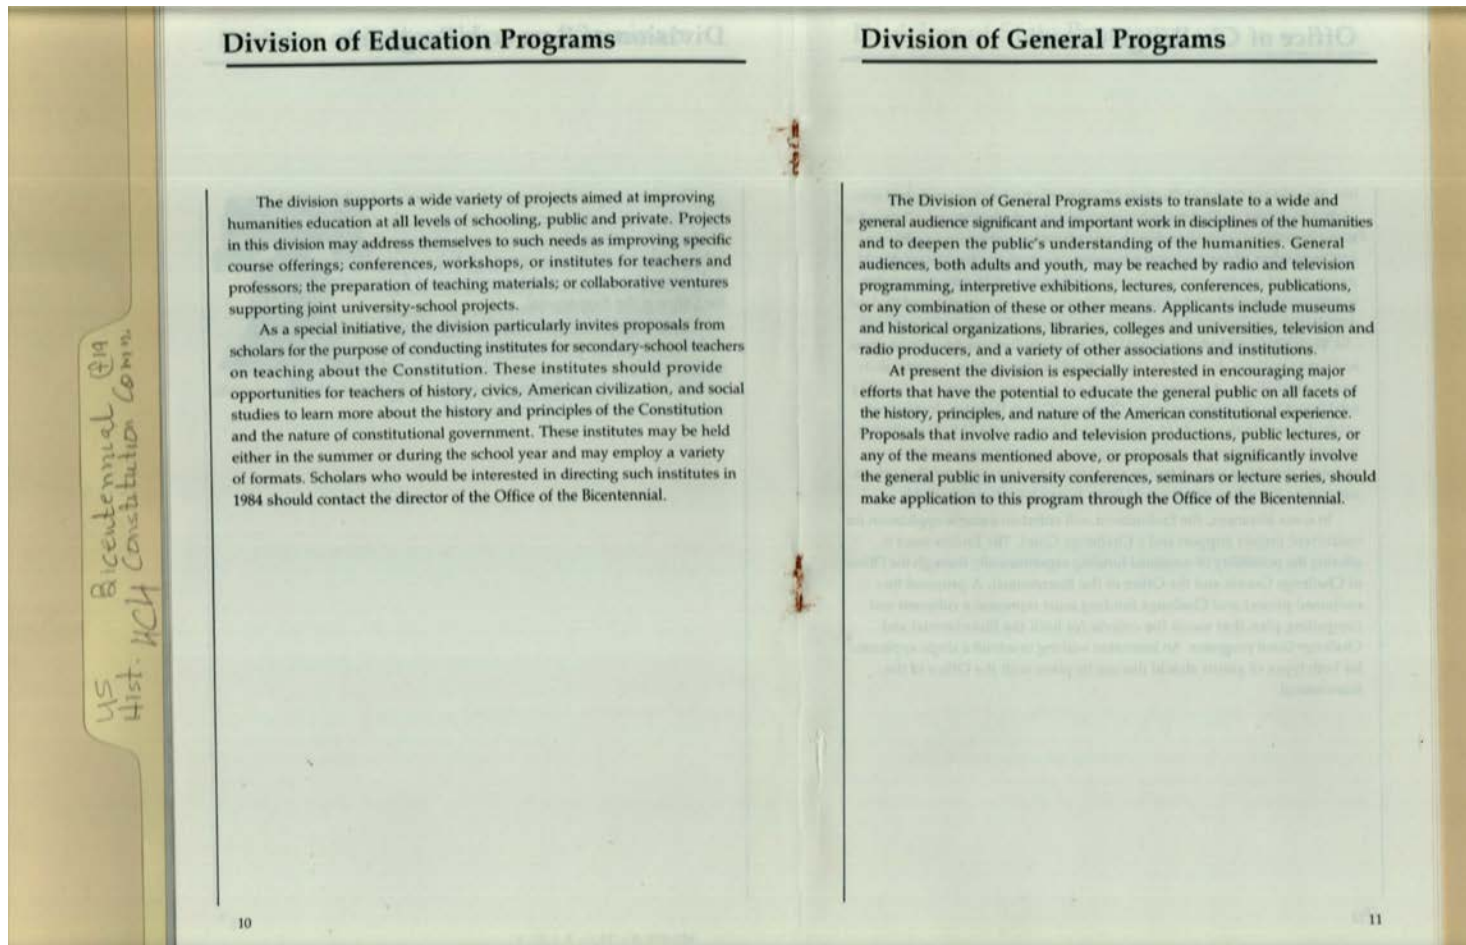 Division of Education Programs
The division supports a wide variety of projects aimed at improving
humanities education at all levels of schooling, public and private. Projects
in this division may address themselves to such needs as improving specific
course offerings; conferences, workshops, or institutes for teachers and
professors; the preparation of teaching materials; or collaborative ventures
supporting joint university-school projects.
As a special initiative, the division particularly invites proposals from
scholars for the purpose of conducting institutes for secondary-school teachers
on teaching about the Constitution. These institutes should provide
opportunities for teachers of history, civics, American civilization, and social
studies to learn more about the history and principles of the Constitution
and the nature of constitutional government. These institutes may be held
either in the summer or during the school year and may employ a variety
of formats. Scholars who would be interested in directing such institutes in
1984 should contact the director of the Office of the Bicentennial.
10
Division of General Programs
The Division of General Programs exists to translate to a wide and
general audience significant and important work in disciplines of the humanities
and to deepen the public's understanding of the humanities. General
audiences, both adults and youth, may be reached by radio and television
programming, interpretive exhibitions, lectures, conferences, publications,
or any combination of these or other means. Applicants include museums
and historical organizations, libraries, colleges and universities, television and
radio producers, and a variety of other associations and institutions.
At present the division is especially interested in encouraging major
efforts that have the potential to educate the general public on all facets of
the history, principles, and nature of the American constitutional experience.
Proposals that involve radio and television productions, public lectures, or
any of the means mentioned above, or proposals that significantly involve
the general public in university conferences, seminars or lecture series, should
make application to this program through the Office of the Bicentennial.
11
US Bicentennial
Hist. HCH Constitution Comm.